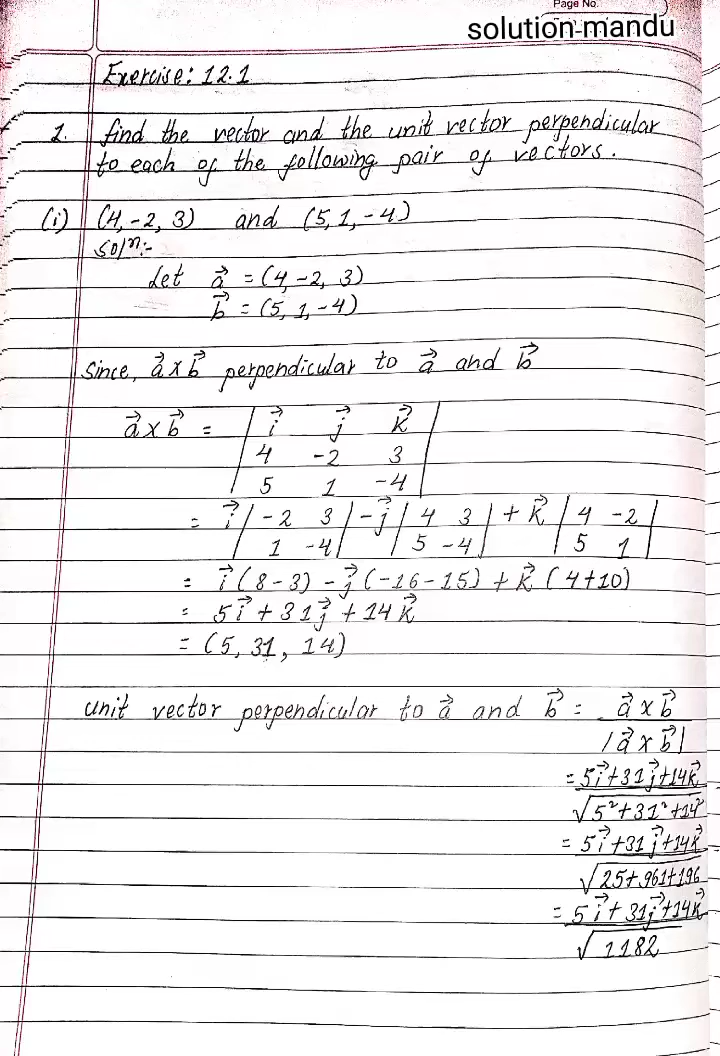 Page No.
solution-mandu
Exercise: 12.1
1. find the vector and the unit vector perpendicular
to each of the following pair of vectors.
(i) (4, -2, 3) and (5, 1, -4)
solⁿ:-
Let a⃗ = (4, -2, 3)
b⃗ = (5, 1, -4)
Since, a⃗ x b⃗ perpendicular to a⃗ and b⃗
a⃗ x b⃗ = | i⃗ j⃗ k⃗ |
| 4 -2 3 |
| 5 1 -4 |
= i⃗ | -2 3 | - j⃗ | 4 3 | + k⃗ | 4 -2 |
| 1 -4 | | 5 -4 | | 5 1 |
= i⃗ (8-3) - j⃗ (-16-15) + k⃗ (4+10)
= 5i⃗ + 31j⃗ + 14k⃗
= (5, 31, 14)
unit vector perpendicular to a⃗ and b⃗ = a⃗ x b⃗
|a⃗ x b⃗|
= 5i⃗ + 31j⃗ + 14k⃗
√5² + 31² + 14²
= 5i⃗ + 31j⃗ + 14k⃗
√25 + 961 + 196
= 5i⃗ + 31j⃗ + 14k⃗
√1182